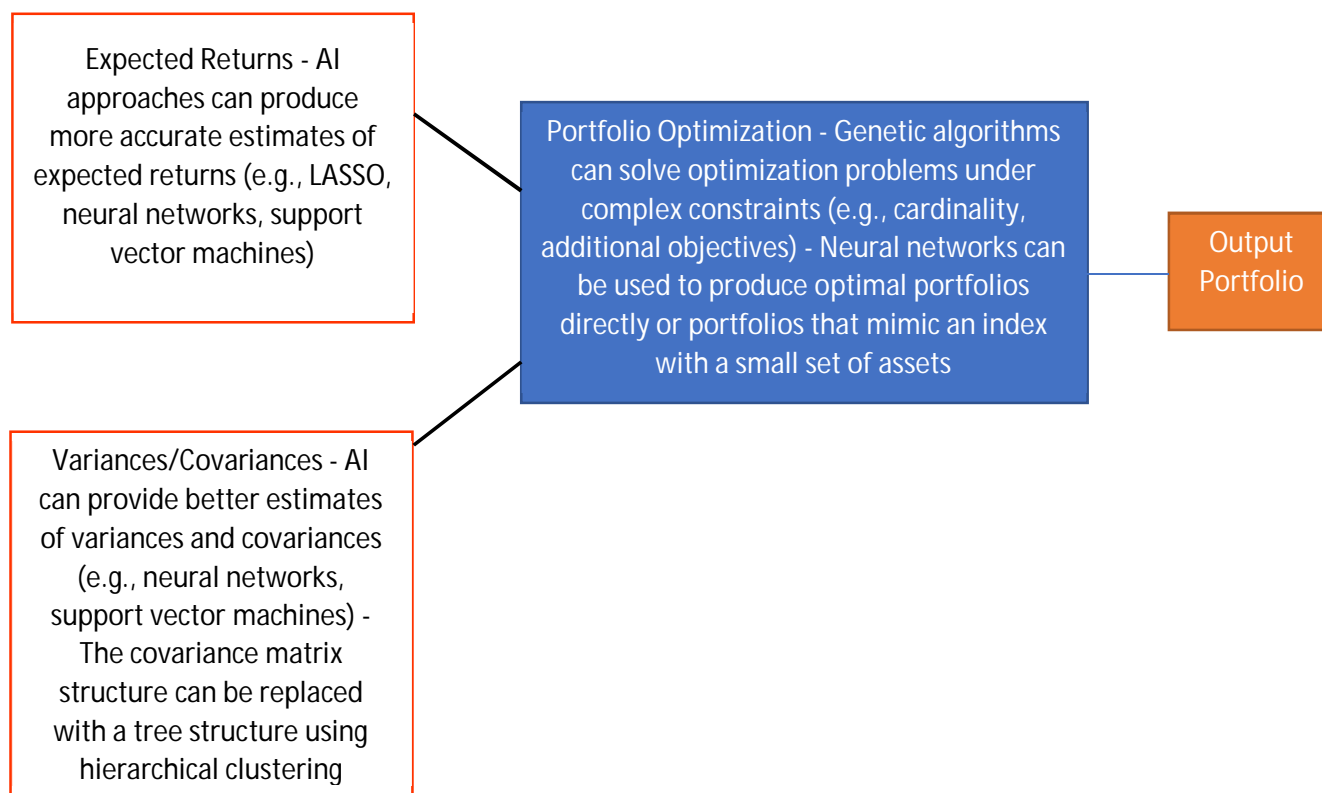 Expected Returns - AI
approaches can produce
more accurate estimates of
expected returns (e.g., LASSO,
neural networks, support
vector machines)
Portfolio Optimization - Genetic algorithms
can solve optimization problems under
complex constraints (e.g., cardinality,
additional objectives) - Neural networks can
be used to produce optimal portfolios
directly or portfolios that mimic an index
with a small set of assets
Output
Portfolio
Variances/Covariances - AI
can provide better estimates
of variances and covariances
(e.g., neural networks,
support vector machines) -
The covariance matrix
structure can be replaced
with a tree structure using
hierarchical clustering